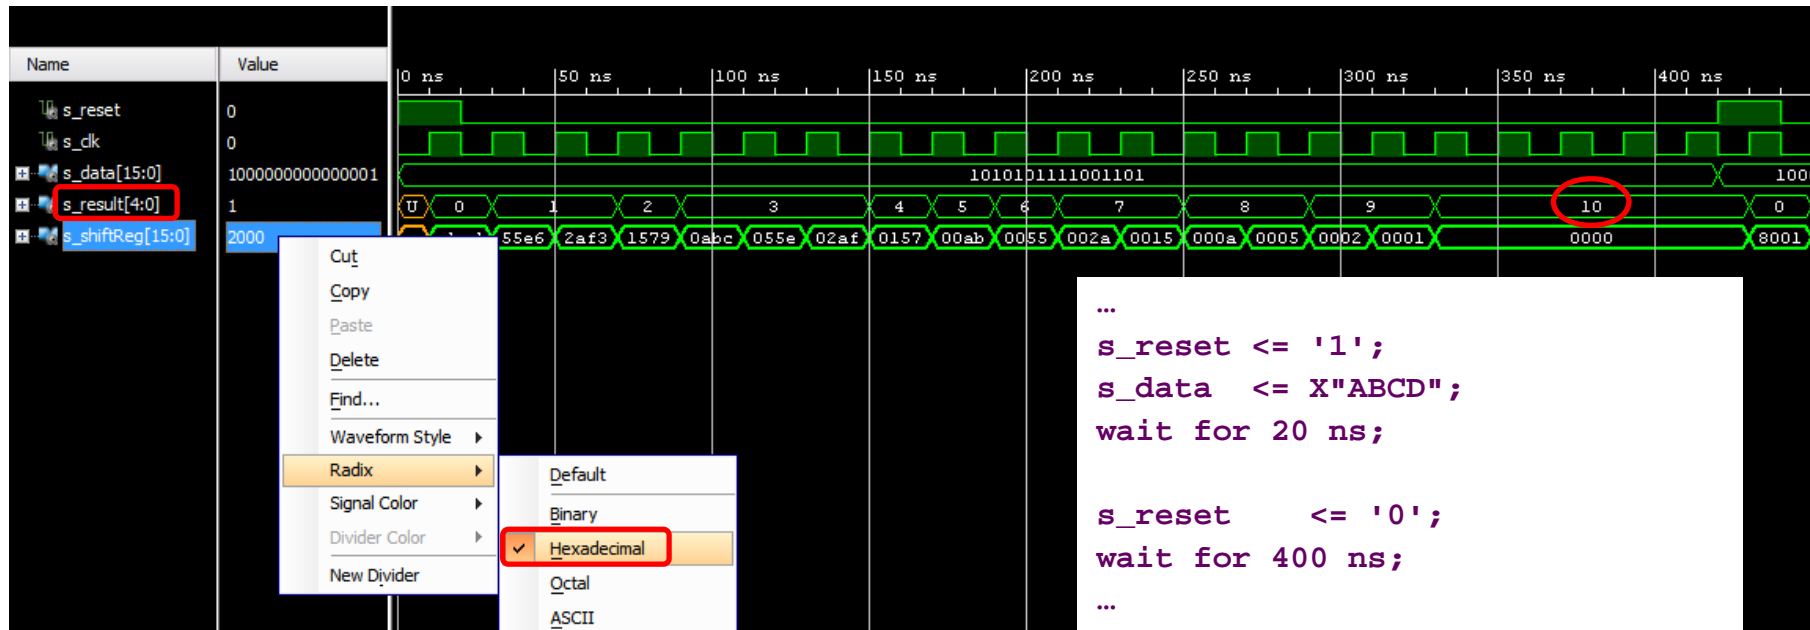 Name Value
0 ns 50 ns 100 ns 150 ns 200 ns 250 ns 300 ns 350 ns 400 ns
s_reset 0
s_clk 0
s_data[15:0] 1000000000000001 1010101111001101 100
s_result[4:0] 1 U 0 1 2 3 4 5 6 7 8 9 10 0
s_shiftReg[15:0] 2000 55e6 2af3 1579 0abc 055e 02af 0157 00ab 0055 002a 0015 000a 0005 0002 0001 0000 8001
Cut
Copy
Paste
Delete
Find...
Waveform Style
Radix
Signal Color
Divider Color
New Divider
Default
Binary
Hexadecimal
Octal
ASCII
…
s_reset <= '1';
s_data <= X"ABCD";
wait for 20 ns;
s_reset <= '0';
wait for 400 ns;
…